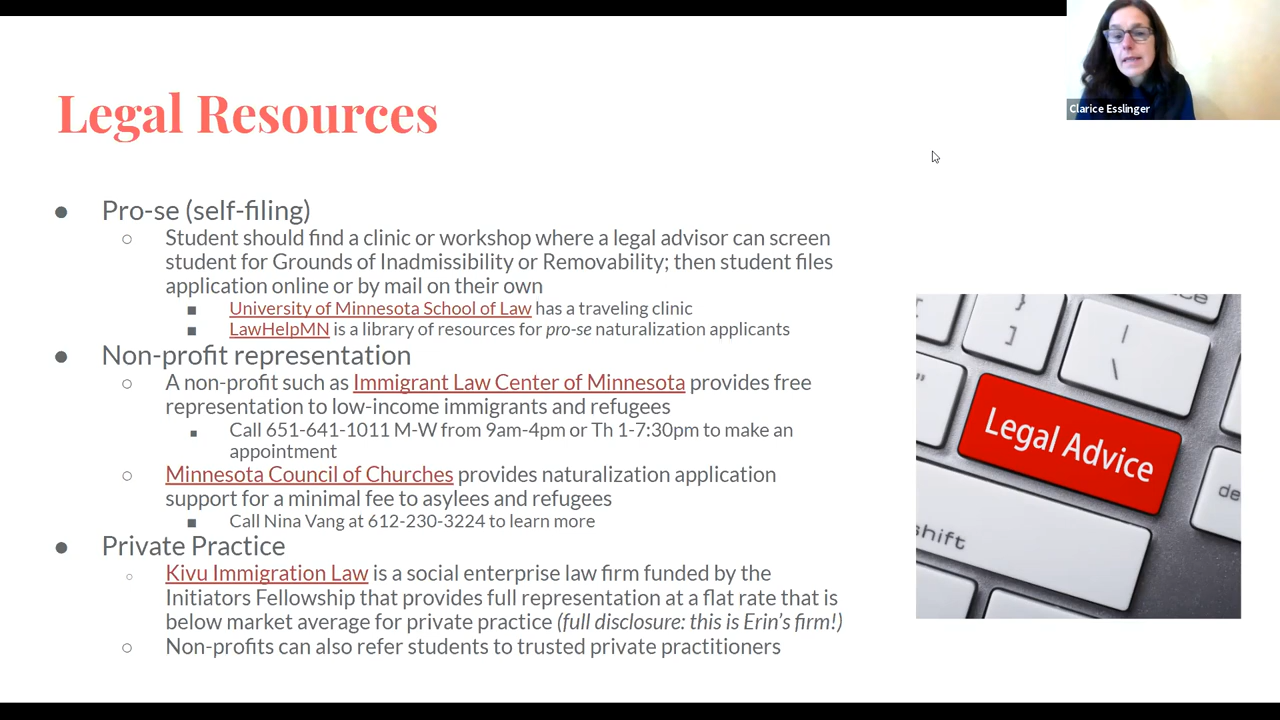 Clarice Esslinger
Legal Resources
● Pro-se (self-filing)
○ Student should find a clinic or workshop where a legal advisor can screen
student for Grounds of Inadmissibility or Removability; then student files
application online or by mail on their own
■ University of Minnesota School of Law has a traveling clinic
■ LawHelpMN is a library of resources for pro-se naturalization applicants
● Non-profit representation
○ A non-profit such as Immigrant Law Center of Minnesota provides free
representation to low-income immigrants and refugees
■ Call 651-641-1011 M-W from 9am-4pm or Th 1-7:30pm to make an
appointment
○ Minnesota Council of Churches provides naturalization application
support for a minimal fee to asylees and refugees
■ Call Nina Vang at 612-230-3224 to learn more
● Private Practice
○ Kivu Immigration Law is a social enterprise law firm funded by the
Initiators Fellowship that provides full representation at a flat rate that is
below market average for private practice (full disclosure: this is Erin’s firm!)
○ Non-profits can also refer students to trusted private practitioners
}
]
|
\
"
Legal Advice
de
shift